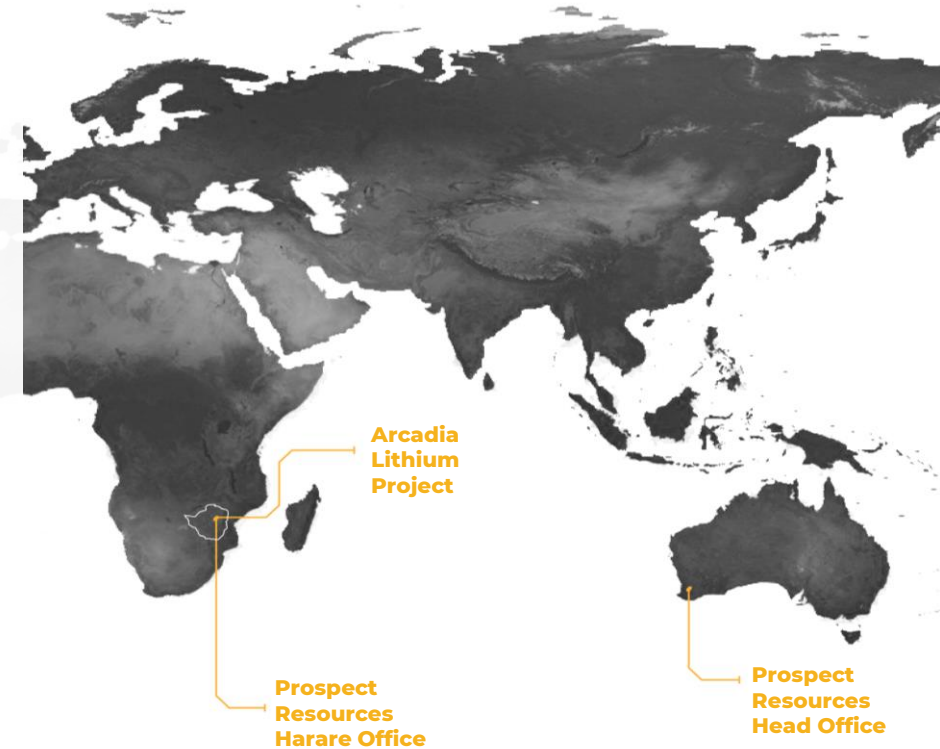 Arcadia
Lithium
Project
Prospect
Resources
Head Office
Prospect
Resources
Harare Office